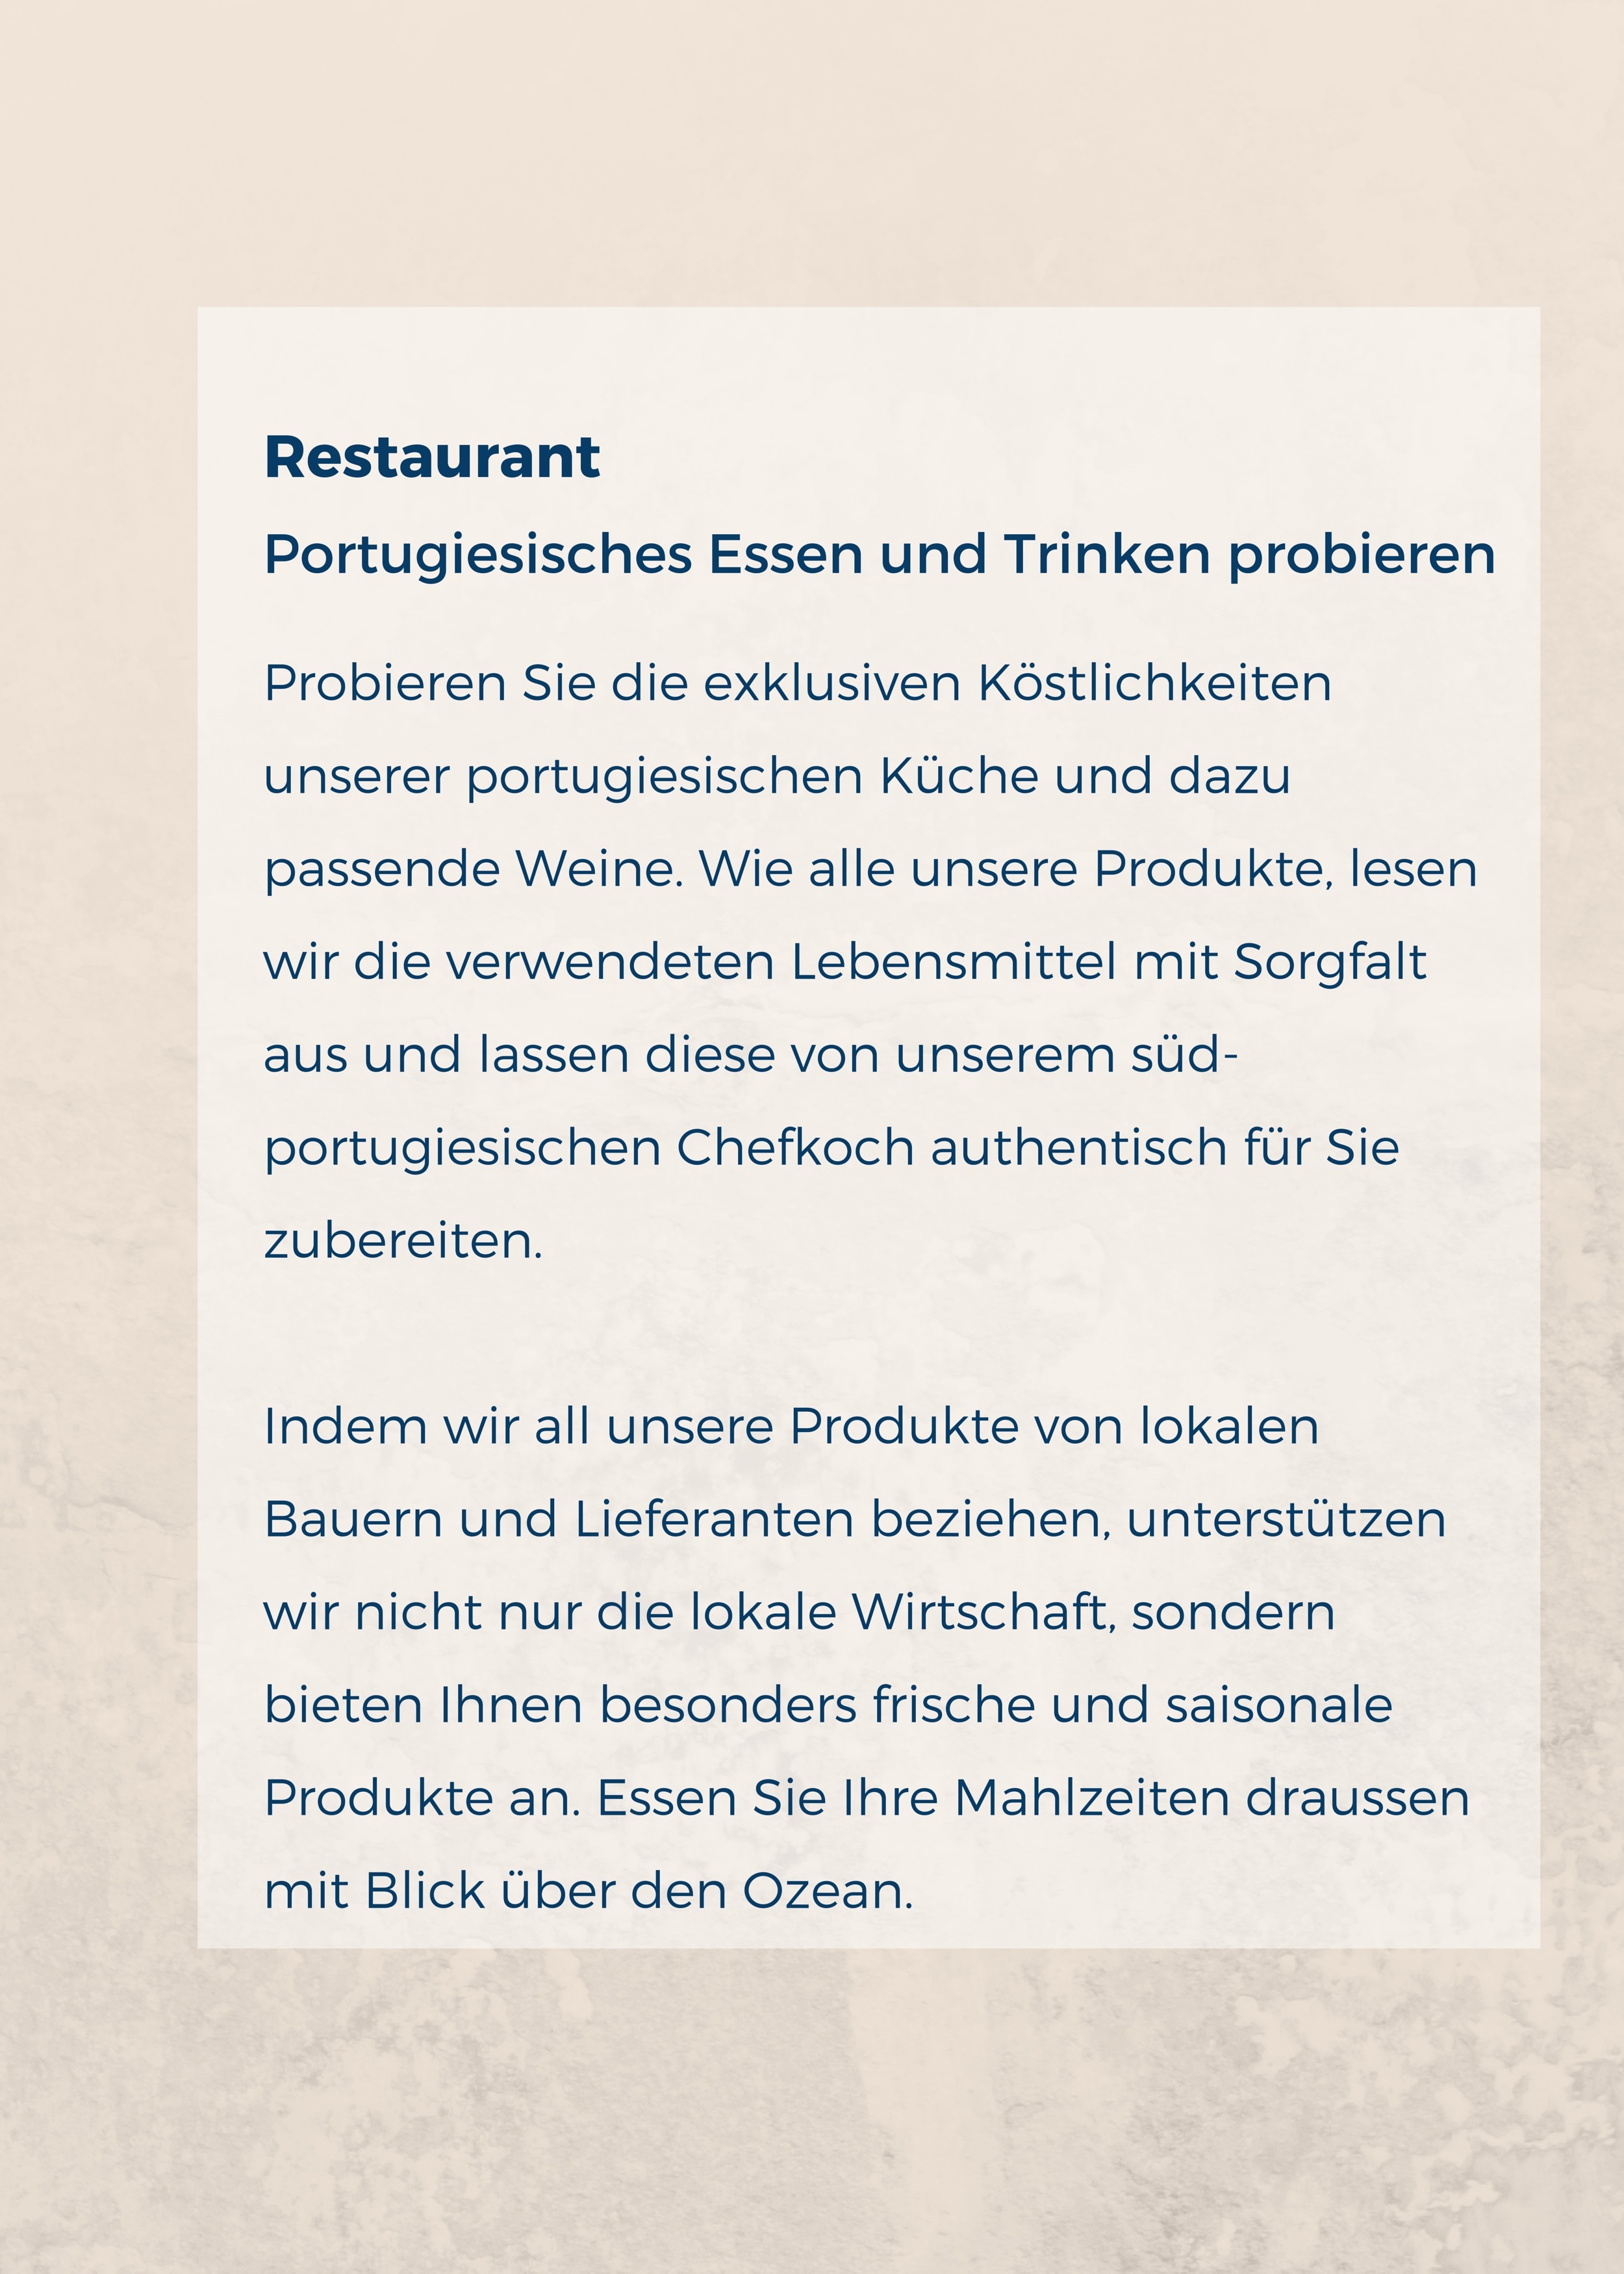 Restaurant
Portugiesisches Essen und Trinken probieren
Probieren Sie die exklusiven Köstlichkeiten
unserer portugiesischen Küche und dazu
passende Weine. Wie alle unsere Produkte, lesen
wir die verwendeten Lebensmittel mit Sorgfalt
aus und lassen diese von unserem süd-
portugiesischen Chefkoch authentisch für Sie
zubereiten.
Indem wir all unsere Produkte von lokalen
Bauern und Lieferanten beziehen, unterstützen
wir nicht nur die lokale Wirtschaft, sondern
bieten Ihnen besonders frische und saisonale
Produkte an. Essen Sie Ihre Mahlzeiten draussen
mit Blick über den Ozean.